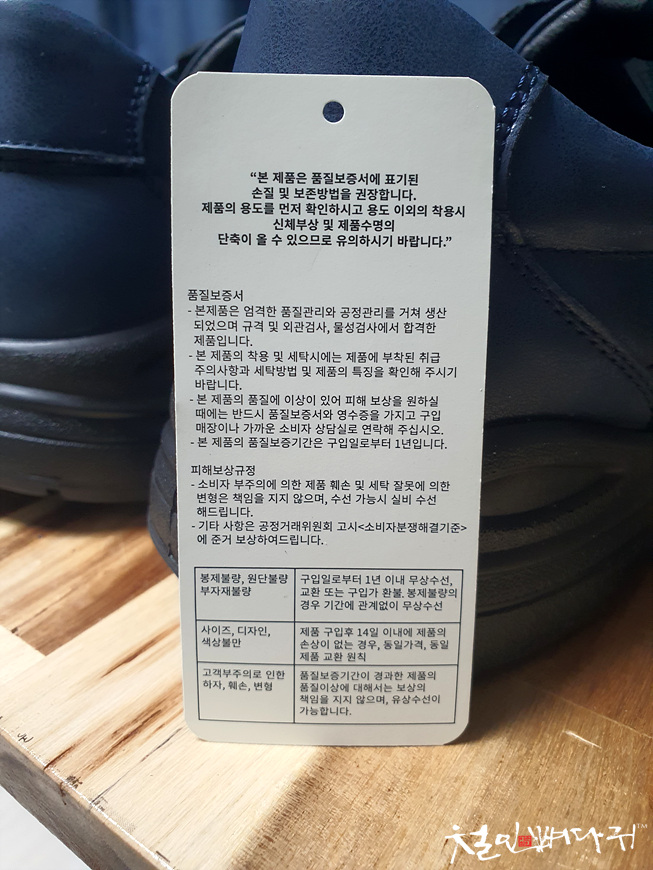 “본 제품은 품질보증서에 표기된
손질 및 보존방법을 권장합니다.
제품의 용도를 먼저 확인하시고 용도 이외의 착용시
신체부상 및 제품수명의
단축이 올 수 있으므로 유의하시기 바랍니다.”
품질보증서
- 본제품은 엄격한 품질관리와 공정관리를 거쳐 생산
되었으며 규격 및 외관검사, 물성검사에서 합격한
제품입니다.
- 본 제품의 착용 및 세탁시에는 제품에 부착된 취급
주의사항과 세탁방법 및 제품의 특징을 확인해 주시기
바랍니다.
- 본 제품의 품질에 이상이 있어 피해 보상을 원하실
때에는 반드시 품질보증서와 영수증을 가지고 구입
매장이나 가까운 소비자 상담실로 연락해 주십시오.
- 본 제품의 품질보증기간은 구입일로부터 1년입니다.
피해보상규정
- 소비자 부주의에 의한 제품 훼손 및 세탁 잘못에 의한
변형은 책임을 지지 않으며, 수선 가능시 실비 수선
해드립니다.
- 기타 사항은 공정거래위원회 고시<소비자분쟁해결기준>
에 준거 보상하여드립니다.
봉제불량, 원단불량
부자재불량
구입일로부터 1년 이내 무상수선,
교환 또는 구입가 환불. 봉제불량의
경우 기간에 관계없이 무상수선
사이즈, 디자인,
색상불만
제품 구입후 14일 이내에 제품의
손상이 없는 경우, 동일가격, 동일
제품 교환 원칙
고객부주의로 인한
하자, 훼손, 변형
품질보증기간이 경과한 제품의
품질이상에 대해서는 보상의
책임을 지지 않으며, 유상수선이
가능합니다.
철민뼈다귀™